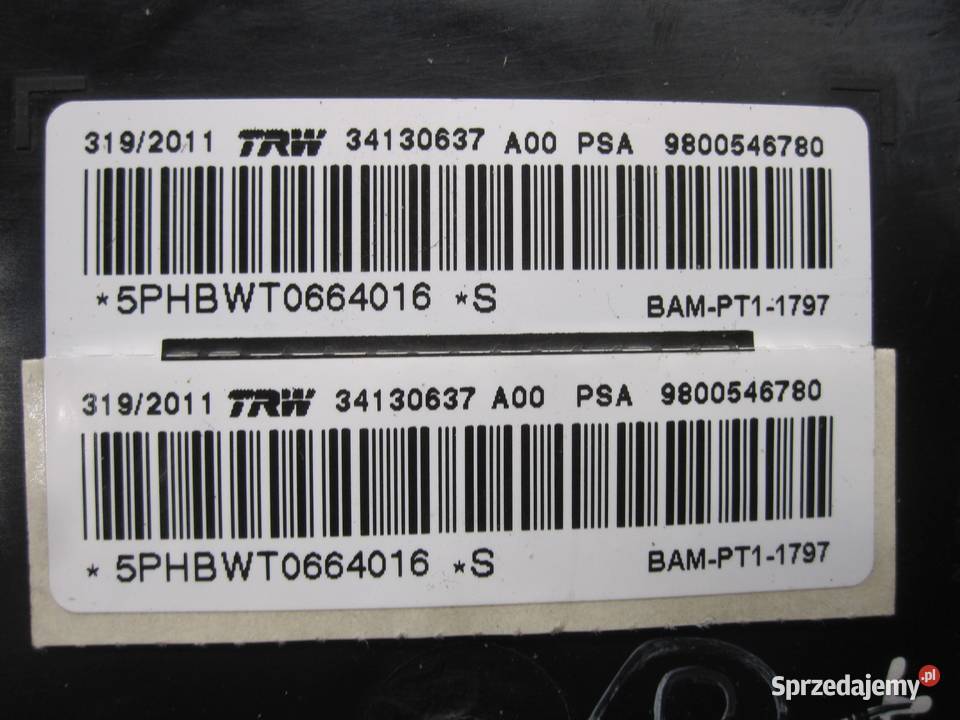 319/2011 TRW 34130637 A00 PSA 9800546780
*5PHBWT0664016 *S BAM-PT1-1797
319/2011 TRW 34130637 A00 PSA 9800546780
*5PHBWT0664016 *S BAM-PT1-1797
Sprzedajemy.pl